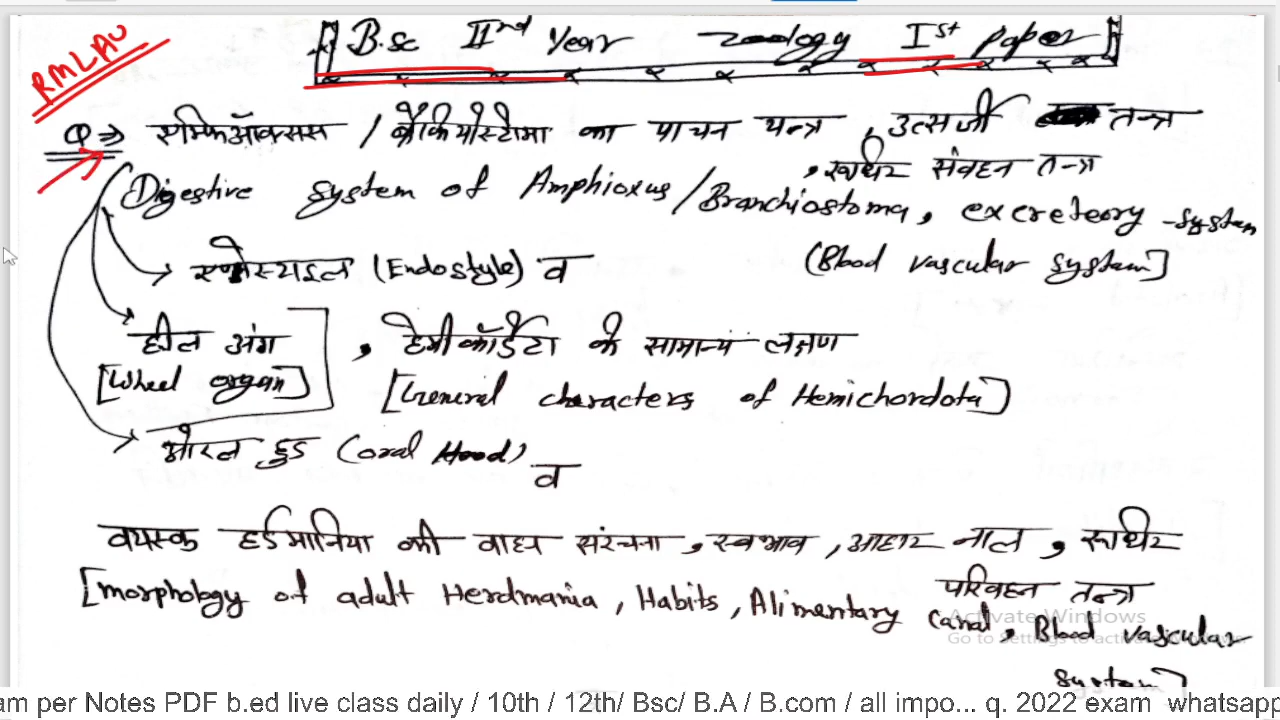 RMLAU
B.sc IInd Year Zoology Ist Paper
Q ⇒ एम्फिऑक्सस / ब्रैंकियोस्टोमा का पाचन यन्त्र , उत्सर्जी तन्त्र
, रूधिर संवहन तन्त्र
Digestive system of Amphioxus/Branchiostoma, excreteory -system
(Blood vascular system]
→ एण्डोस्टाइल (Endostyle) व
→ ह्वील अंग , हेमीकॉर्डेटा के सामान्य लक्षण
[Wheel organ] [General characters of Hemichordata]
→ ओरल हुड (oral Hood) व
वयस्क हर्डमानिया की वाह्य संरचना , स्वभाव , आहार नाल , रूधिर
परिवहन तन्त्र
[morphology of adult Herdmania , Habits , Alimentary canal , Blood vascular
system]
Activate Windows
Go to Settings to activ
am per Notes PDF b.ed live class daily / 10th / 12th/ Bsc/ B.A / B.com / all impo... q. 2022 exam whatsapp